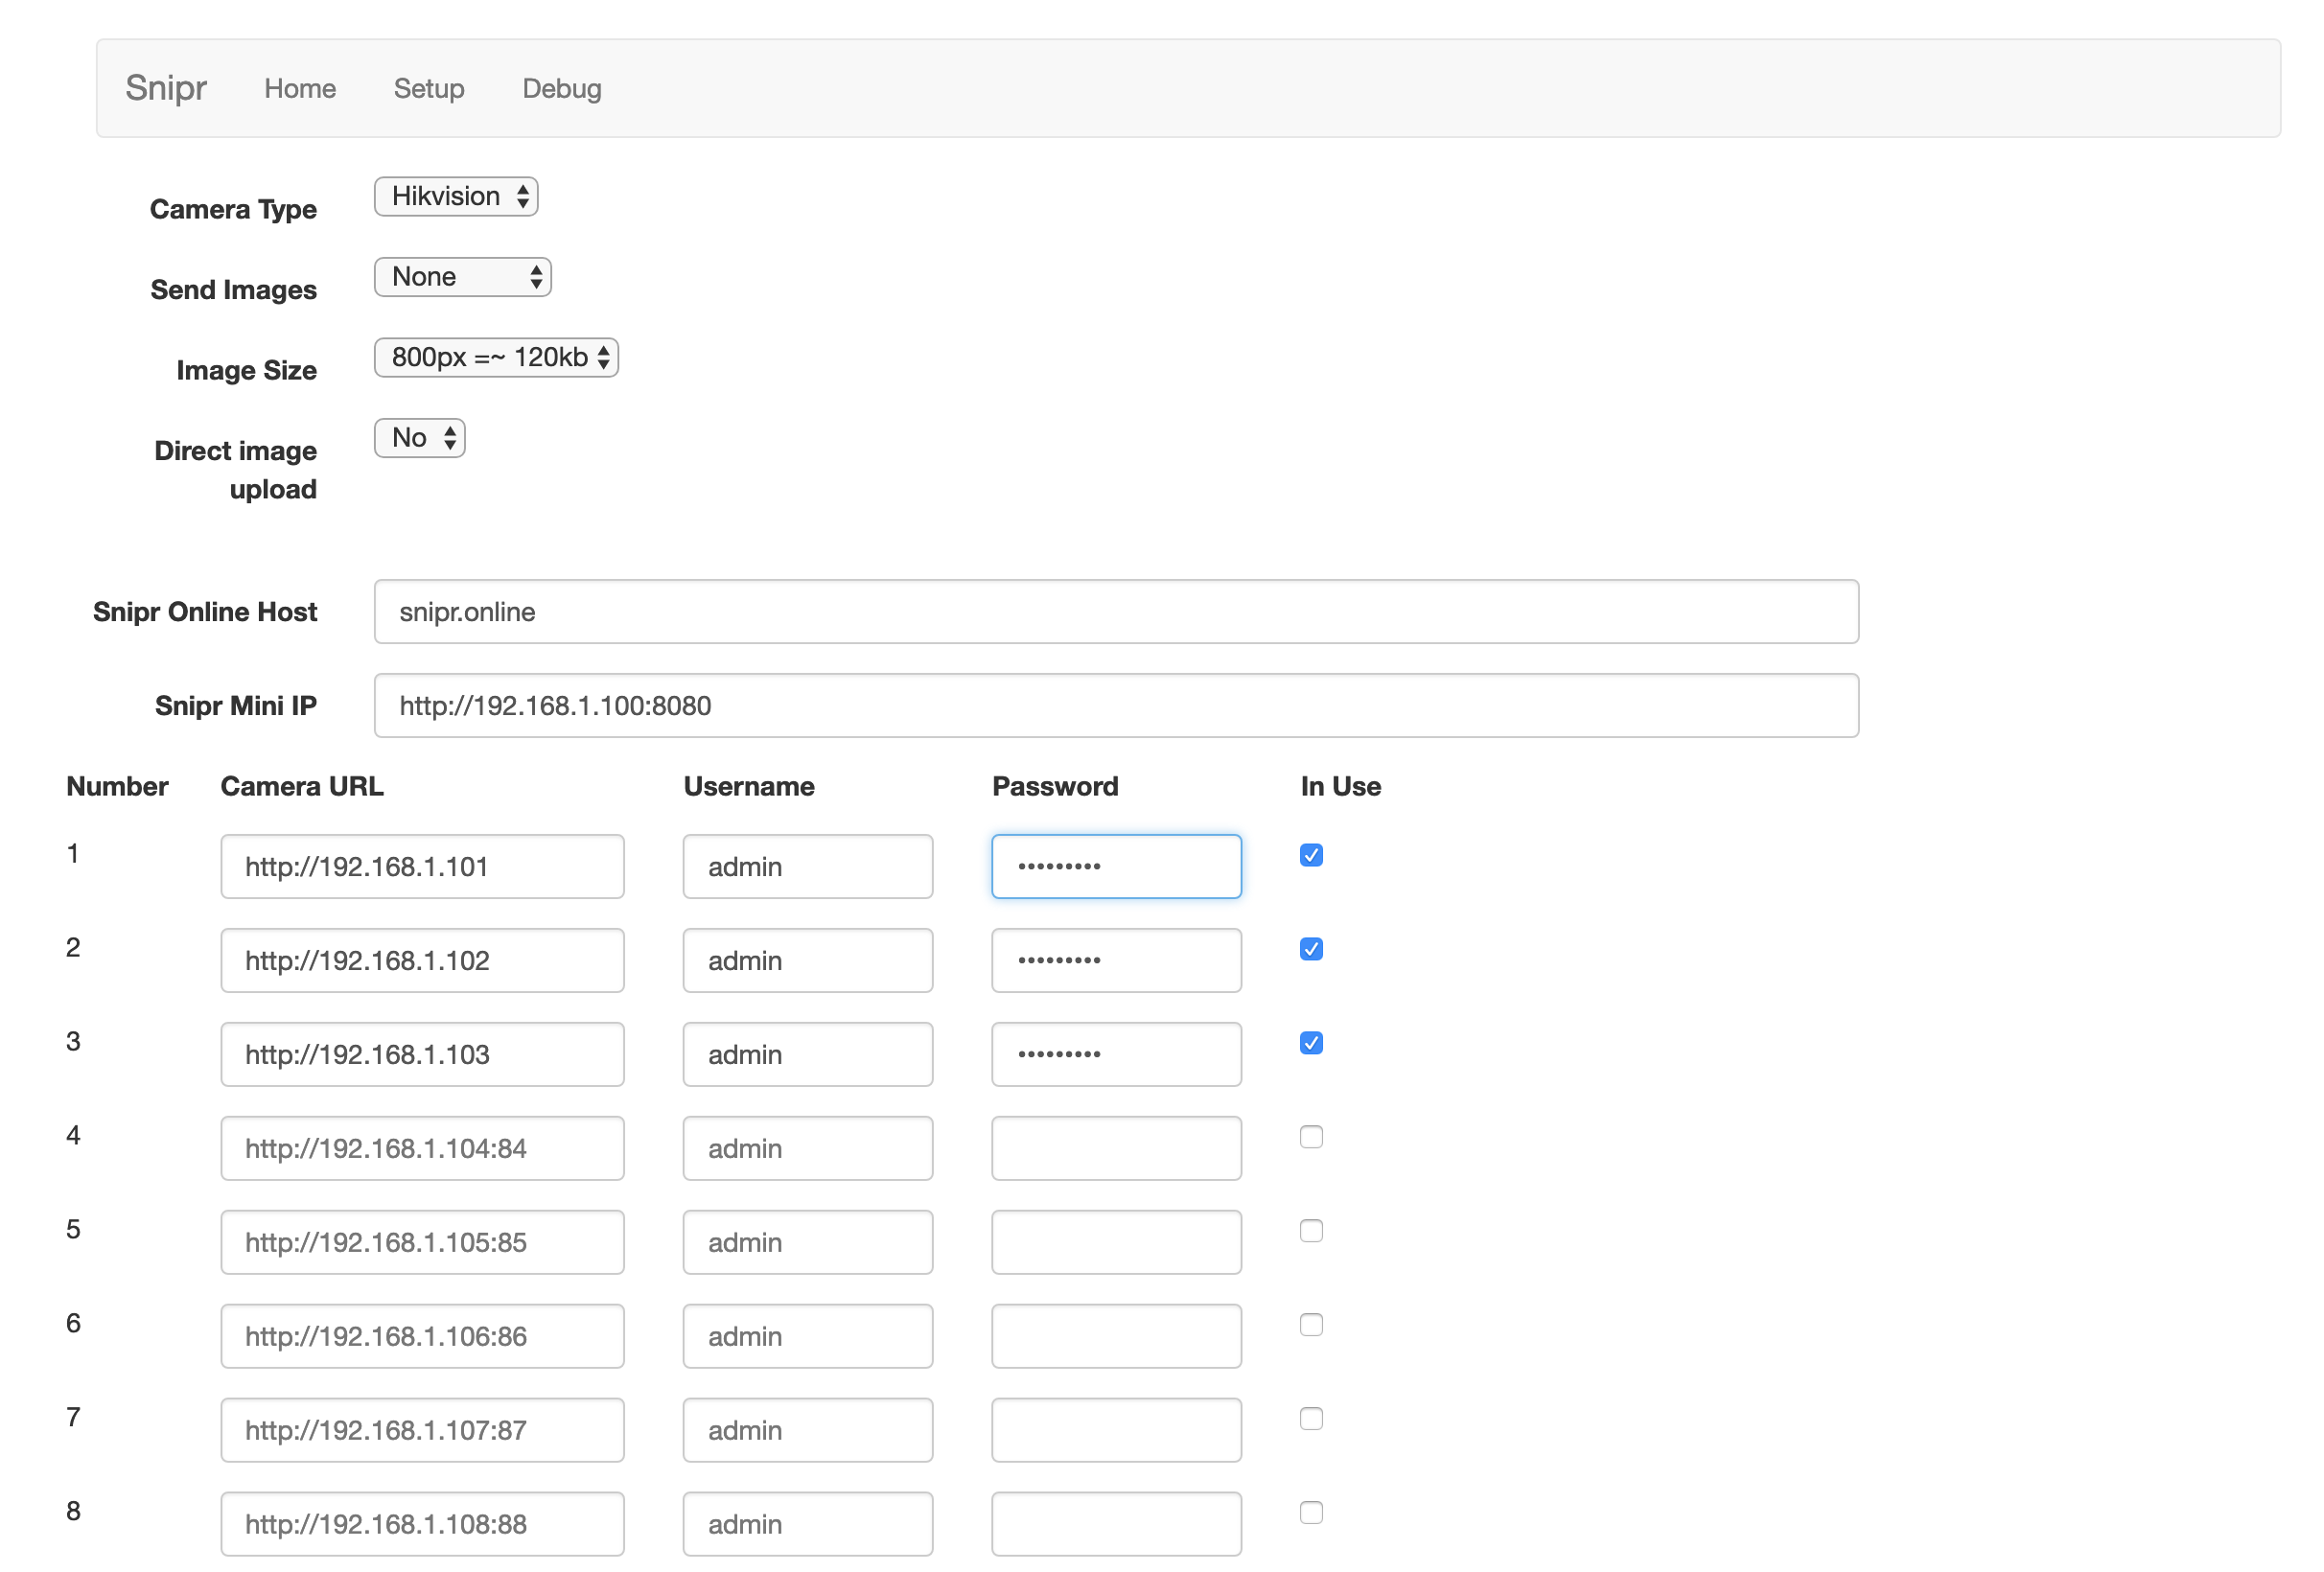 Snipr Home Setup Debug
Camera Type Hikvision
Send Images None
Image Size 800px =~ 120kb
Direct image No
upload
Snipr Online Host snipr.online
Snipr Mini IP http://192.168.1.100:8080
Number Camera URL Username Password In Use
1 http://192.168.1.101 admin •••••••••
2 http://192.168.1.102 admin •••••••••
3 http://192.168.1.103 admin •••••••••
4 http://192.168.1.104:84 admin
5 http://192.168.1.105:85 admin
6 http://192.168.1.106:86 admin
7 http://192.168.1.107:87 admin
8 http://192.168.1.108:88 admin